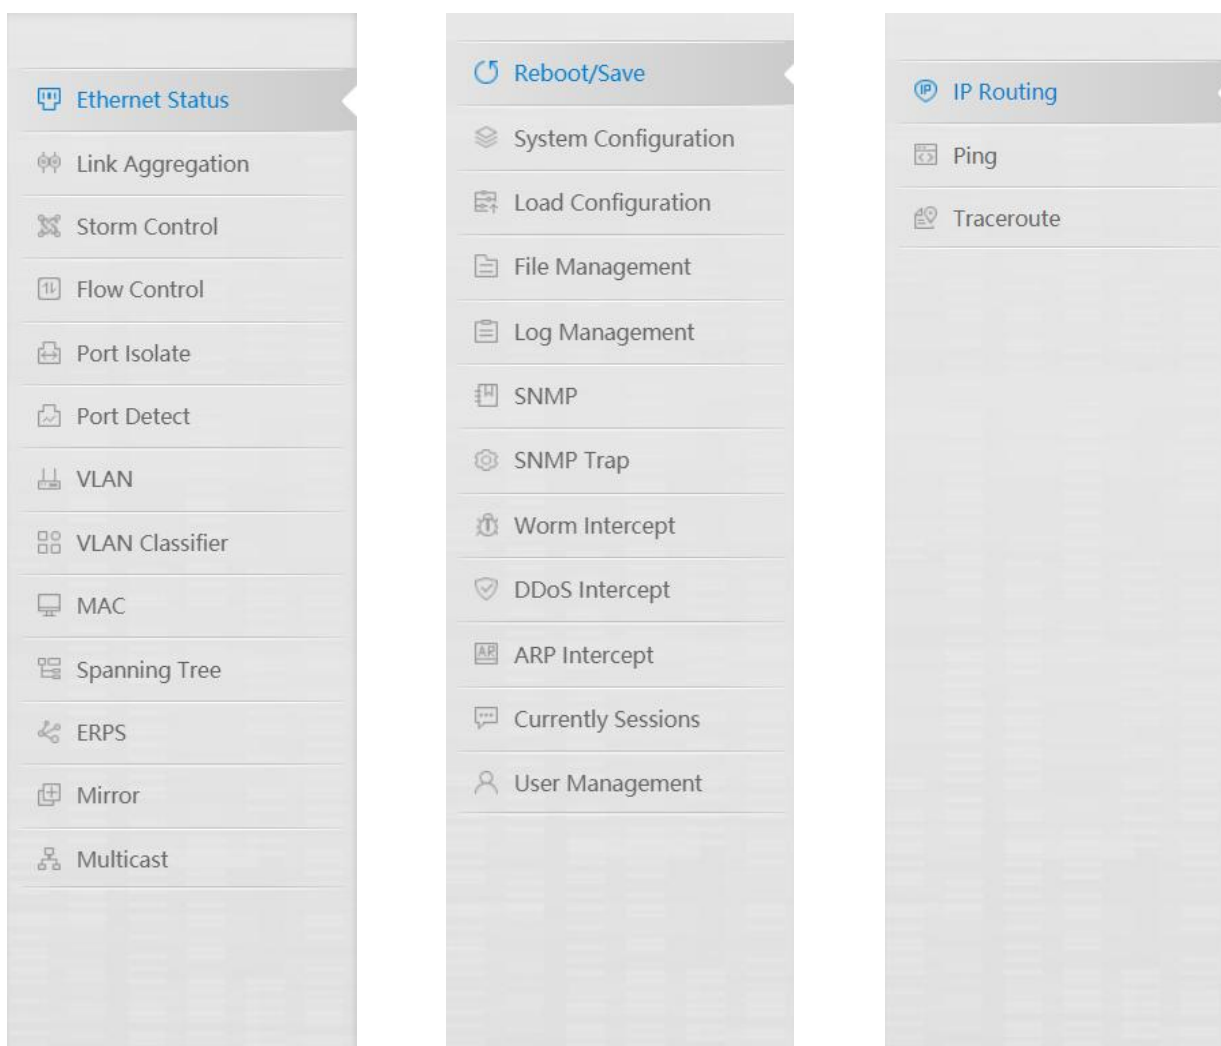 Ethernet Status
Link Aggregation
Storm Control
Flow Control
Port Isolate
Port Detect
VLAN
VLAN Classifier
MAC
Spanning Tree
ERPS
Mirror
Multicast
Reboot/Save
System Configuration
Load Configuration
File Management
Log Management
SNMP
SNMP Trap
Worm Intercept
DDoS Intercept
AR
ARP Intercept
Currently Sessions
User Management
IP
IP Routing
Ping
Traceroute